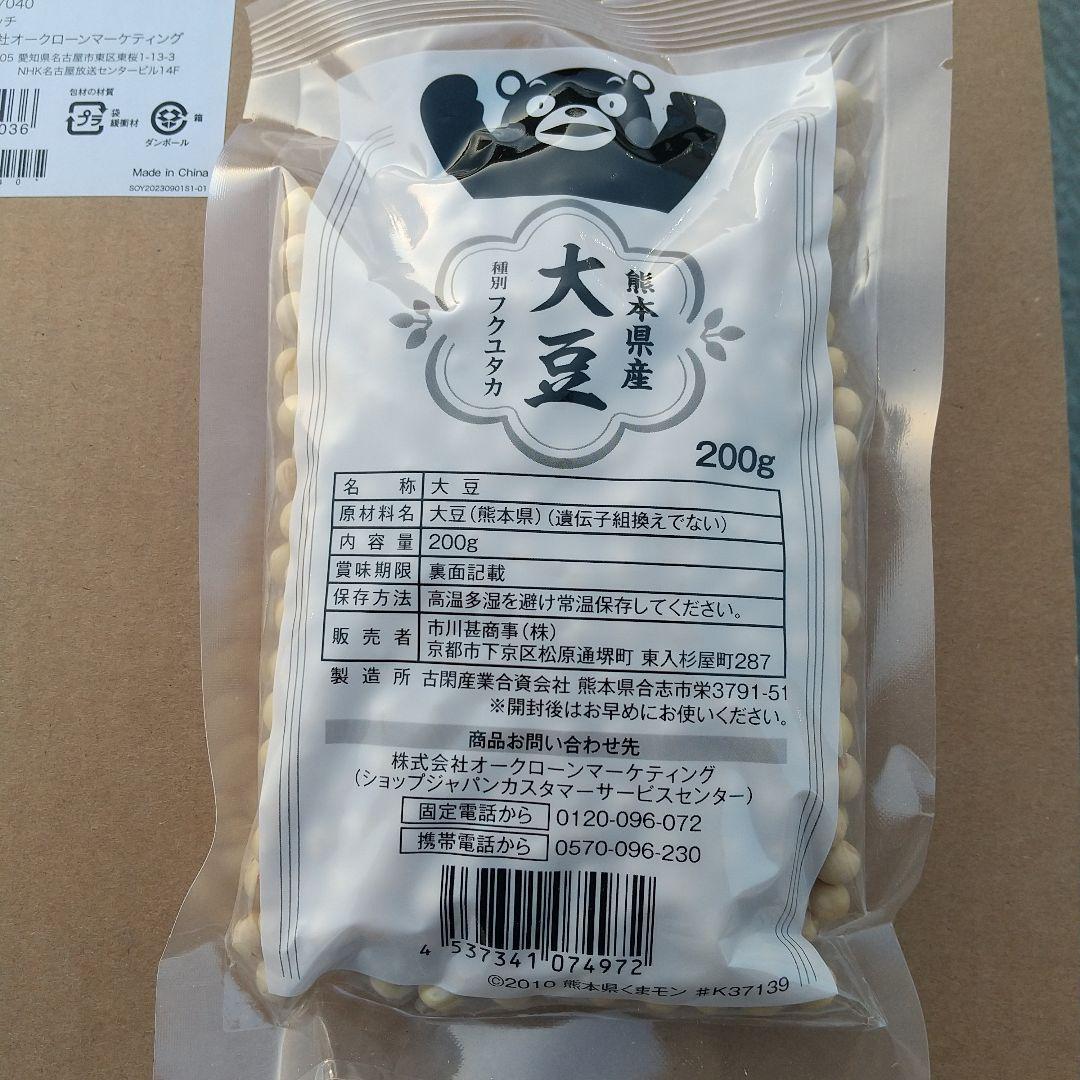 7040
ッチ
社オークローンマーケティング
05 愛知県名古屋市東区東桜1-13-3
NHK名古屋放送センタービル14F
包材の材質
プラ
袋
緩衝材
箱
ダンボール
036
Made in China
SOY20230901S1-01
熊本県産
大豆
種別 フクユタカ
200g
名称 大豆
原材料名 大豆(熊本県)(遺伝子組換えでない)
内容量 200g
賞味期限 裏面記載
保存方法 高温多湿を避け常温保存してください。
販売者 市川甚商事(株)
京都市下京区松原通堺町 東入杉屋町287
製造所 古閑産業合資会社 熊本県合志市栄3791-51
※開封後はお早めにお使いください。
商品お問い合わせ先
株式会社オークローンマーケティング
(ショップジャパンカスタマーサービスセンター)
固定電話から 0120-096-072
携帯電話から 0570-096-230
4 537341 074972
©2010 熊本県くまモン #K37139